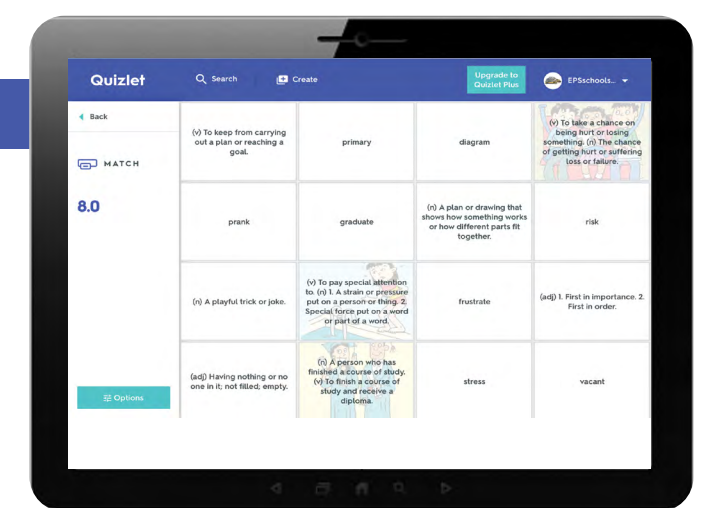 Quizlet
Search
Create
Upgrade to
Quizlet Plus
EPSschools..
Back
MATCH
8.0
Options
(v) To keep from carrying
out a plan or reaching a
goal.
primary
diagram
(v) To take a chance on
being hurt or losing
something. (n) The chance
of getting hurt or suffering
loss or failure.
prank
graduate
(n) A plan or drawing that
shows how something works
or how different parts fit
together.
risk
(n) A playful trick or joke.
(v) To pay special attention
to. (n) 1. A strain or pressure
put on a person or thing. 2.
Special force put on a word
or part of a word.
frustrate
(adj) 1. First in importance. 2.
First in order.
(adj) Having nothing or no
one in it; not filled; empty.
(n) A person who has
finished a course of study.
(v) To finish a course of
study and receive a
diploma.
stress
vacant